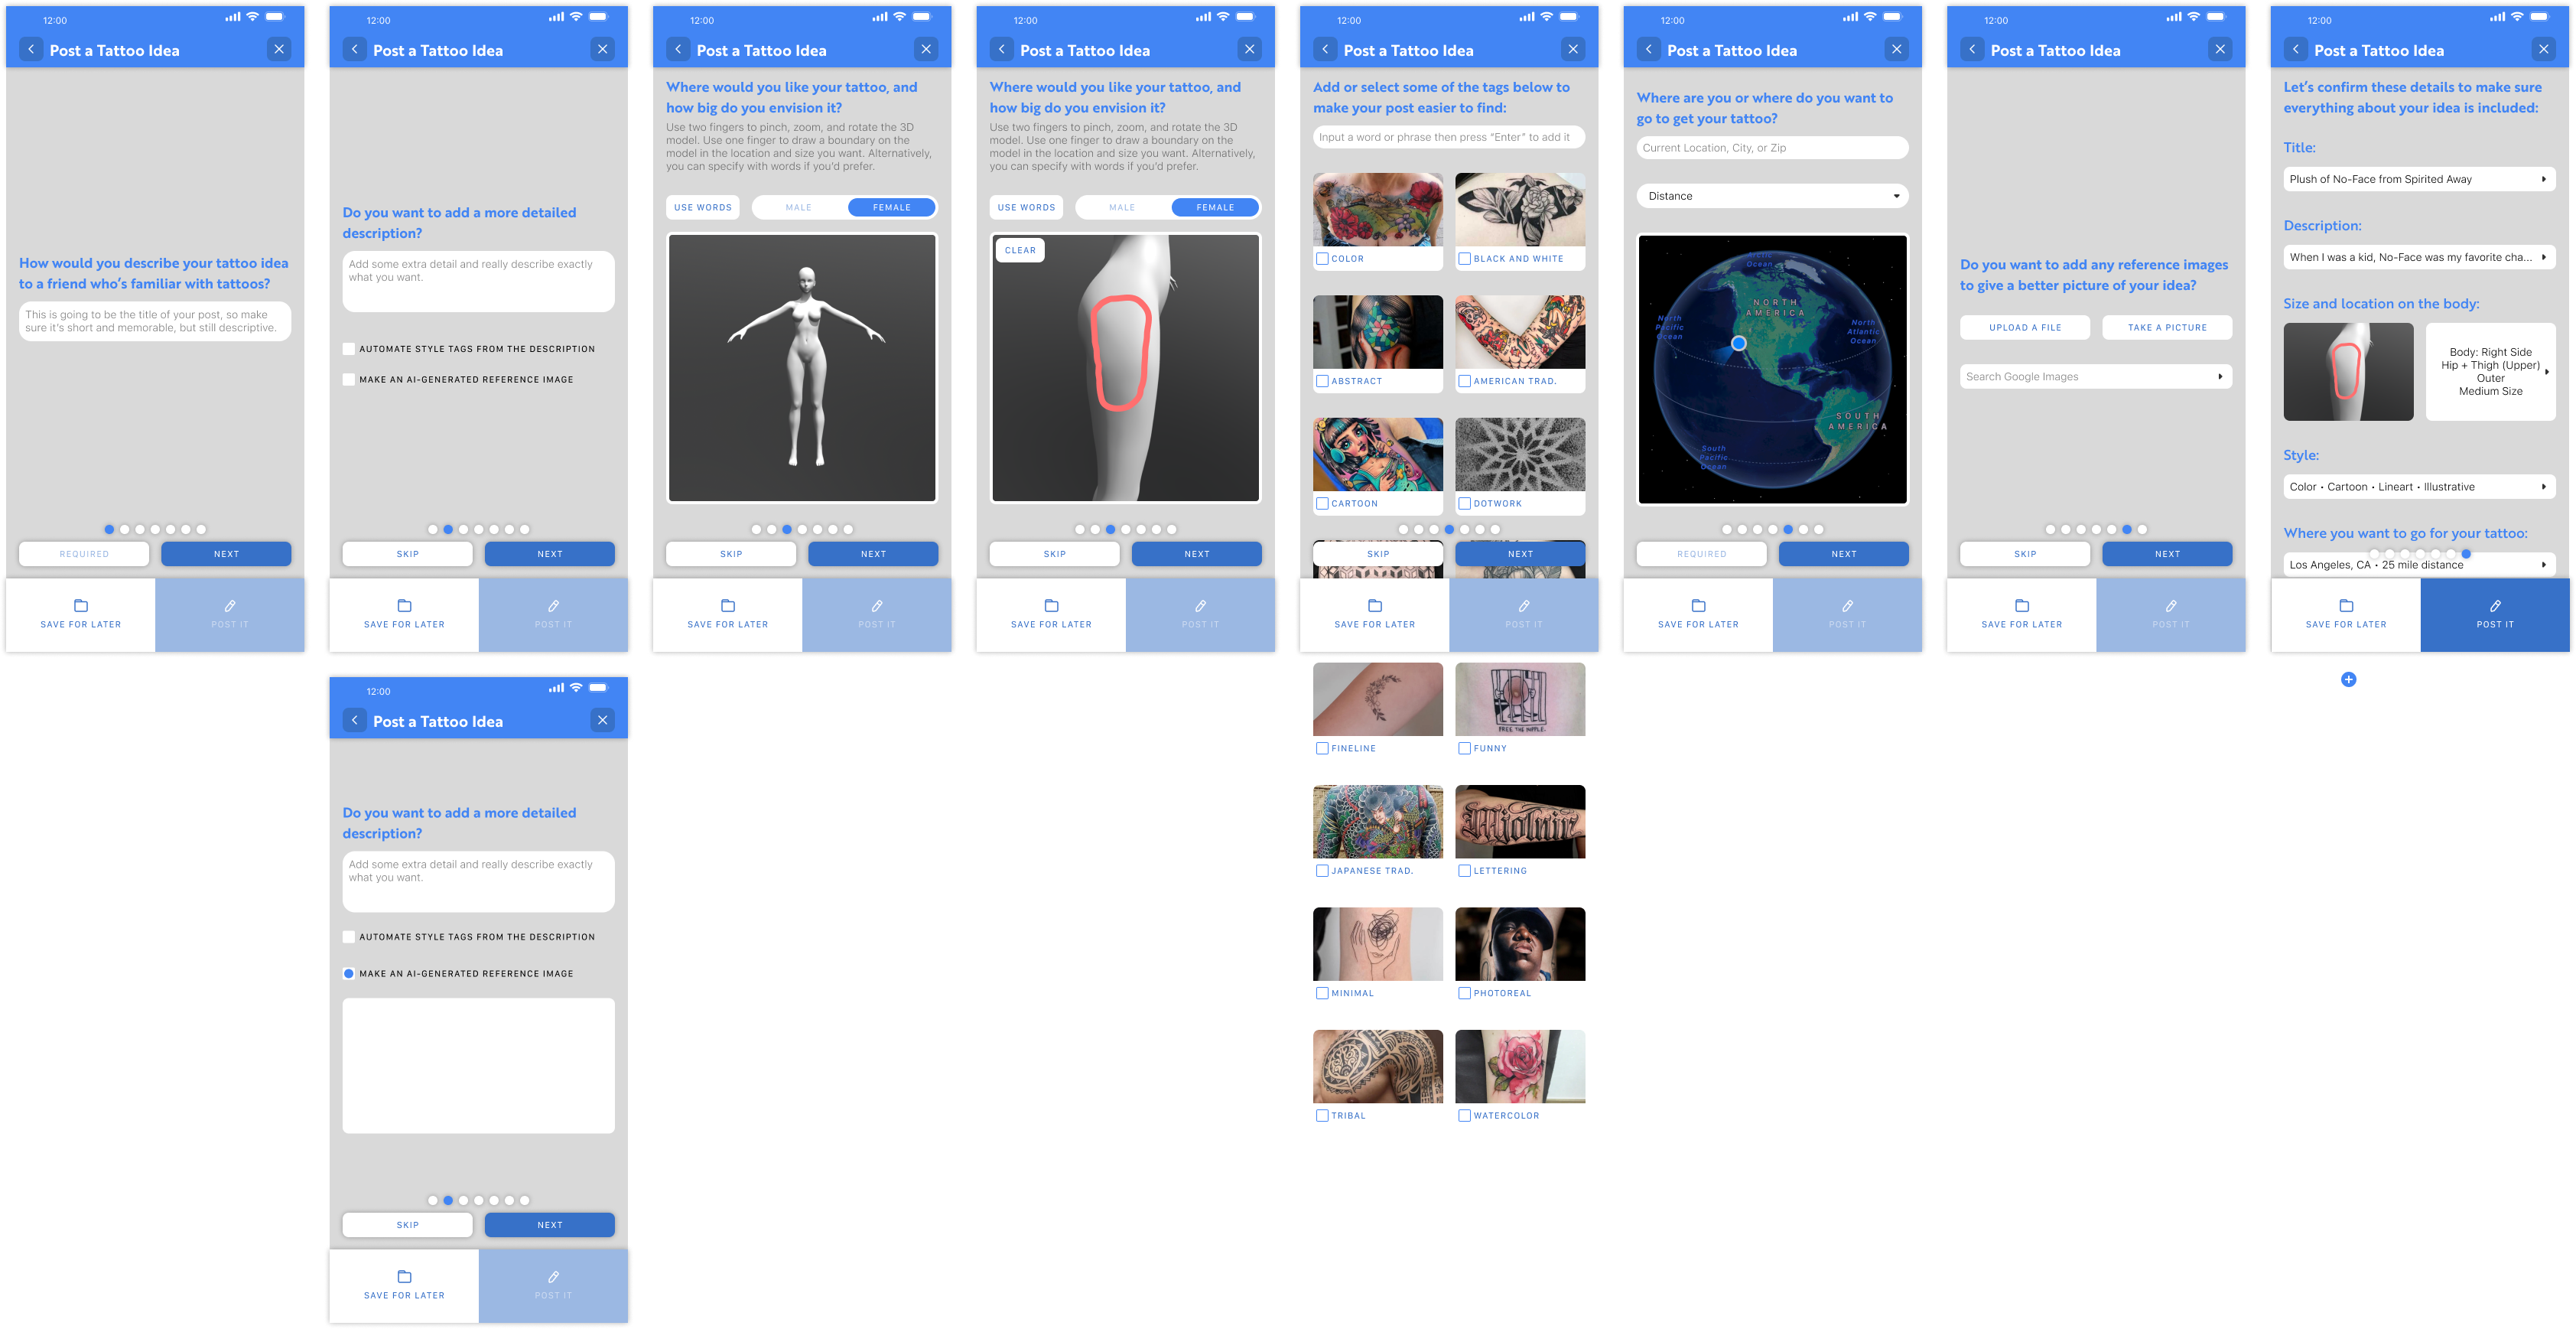 12:00
Post a Tattoo Idea
How would you describe your tattoo idea
to a friend who's familiar with tattoos?
This is going to be the title of your post, so make
sure it's short and memorable, but still descriptive.
REQUIRED
NEXT
SAVE FOR LATER
POST IT
12:00
Post a Tattoo Idea
Do you want to add a more detailed
description?
Add some extra detail and really describe exactly
what you want.
AUTOMATE STYLE TAGS FROM THE DESCRIPTION
MAKE AN AI-GENERATED REFERENCE IMAGE
SKIP
NEXT
SAVE FOR LATER
POST IT
12:00
Post a Tattoo Idea
Where would you like your tattoo, and
how big do you envision it?
Use two fingers to pinch, zoom, and rotate the 3D
model. Use one finger to draw a boundary on the
model in the location and size you want. Alternatively,
you can specify with words if you'd prefer.
USE WORDS
MALE
FEMALE
SKIP
NEXT
SAVE FOR LATER
POST IT
12:00
Post a Tattoo Idea
Where would you like your tattoo, and
how big do you envision it?
Use two fingers to pinch, zoom, and rotate the 3D
model. Use one finger to draw a boundary on the
model in the location and size you want. Alternatively,
you can specify with words if you'd prefer.
USE WORDS
MALE
FEMALE
CLEAR
SKIP
NEXT
SAVE FOR LATER
POST IT
12:00
Post a Tattoo Idea
Add or select some of the tags below to
make your post easier to find:
Input a word or phrase then press "Enter" to add it
COLOR
BLACK AND WHITE
ABSTRACT
AMERICAN TRAD.
CARTOON
DOTWORK
SKIP
NEXT
SAVE FOR LATER
POST IT
FREE THE NIPPLE.
FINELINE
FUNNY
JAPANESE TRAD.
LETTERING
MINIMAL
PHOTOREAL
TRIBAL
WATERCOLOR
12:00
Post a Tattoo Idea
Where are you or where do you want to
go to get your tattoo?
Current Location, City, or Zip
Distance
Arctic
Ocean
NORTH
AMERICA
North
Pacific
Ocean
North
Atlantic
Ocean
SOUTH
AMERICA
South
Pacific
Ocean
REQUIRED
NEXT
SAVE FOR LATER
POST IT
12:00
Post a Tattoo Idea
Do you want to add any reference images
to give a better picture of your idea?
UPLOAD A FILE
TAKE A PICTURE
Search Google Images
SKIP
NEXT
SAVE FOR LATER
POST IT
12:00
Post a Tattoo Idea
Let's confirm these details to make sure
everything about your idea is included:
Title:
Plush of No-Face from Spirited Away
Description:
When I was a kid, No-Face was my favorite cha...
Size and location on the body:
Body: Right Side
Hip + Thigh (Upper)
Outer
Medium Size
Style:
Color • Cartoon • Lineart • Illustrative
Where you want to go for your tattoo:
Los Angeles, CA • 25 mile distance
SAVE FOR LATER
POST IT
12:00
Post a Tattoo Idea
Do you want to add a more detailed
description?
Add some extra detail and really describe exactly
what you want.
AUTOMATE STYLE TAGS FROM THE DESCRIPTION
MAKE AN AI-GENERATED REFERENCE IMAGE
SKIP
NEXT
SAVE FOR LATER
POST IT